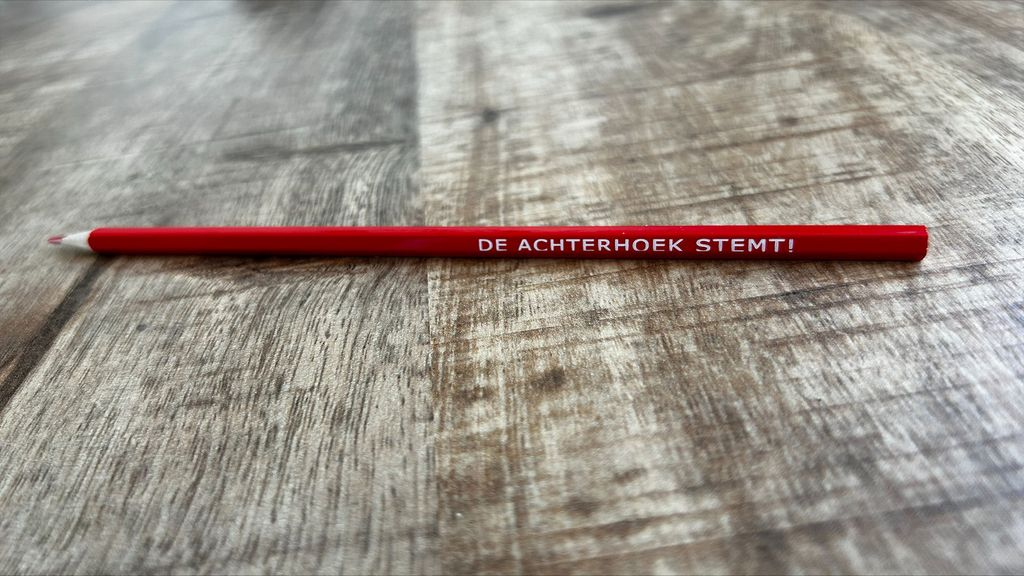 DE ACHTERHOEK STEMT!